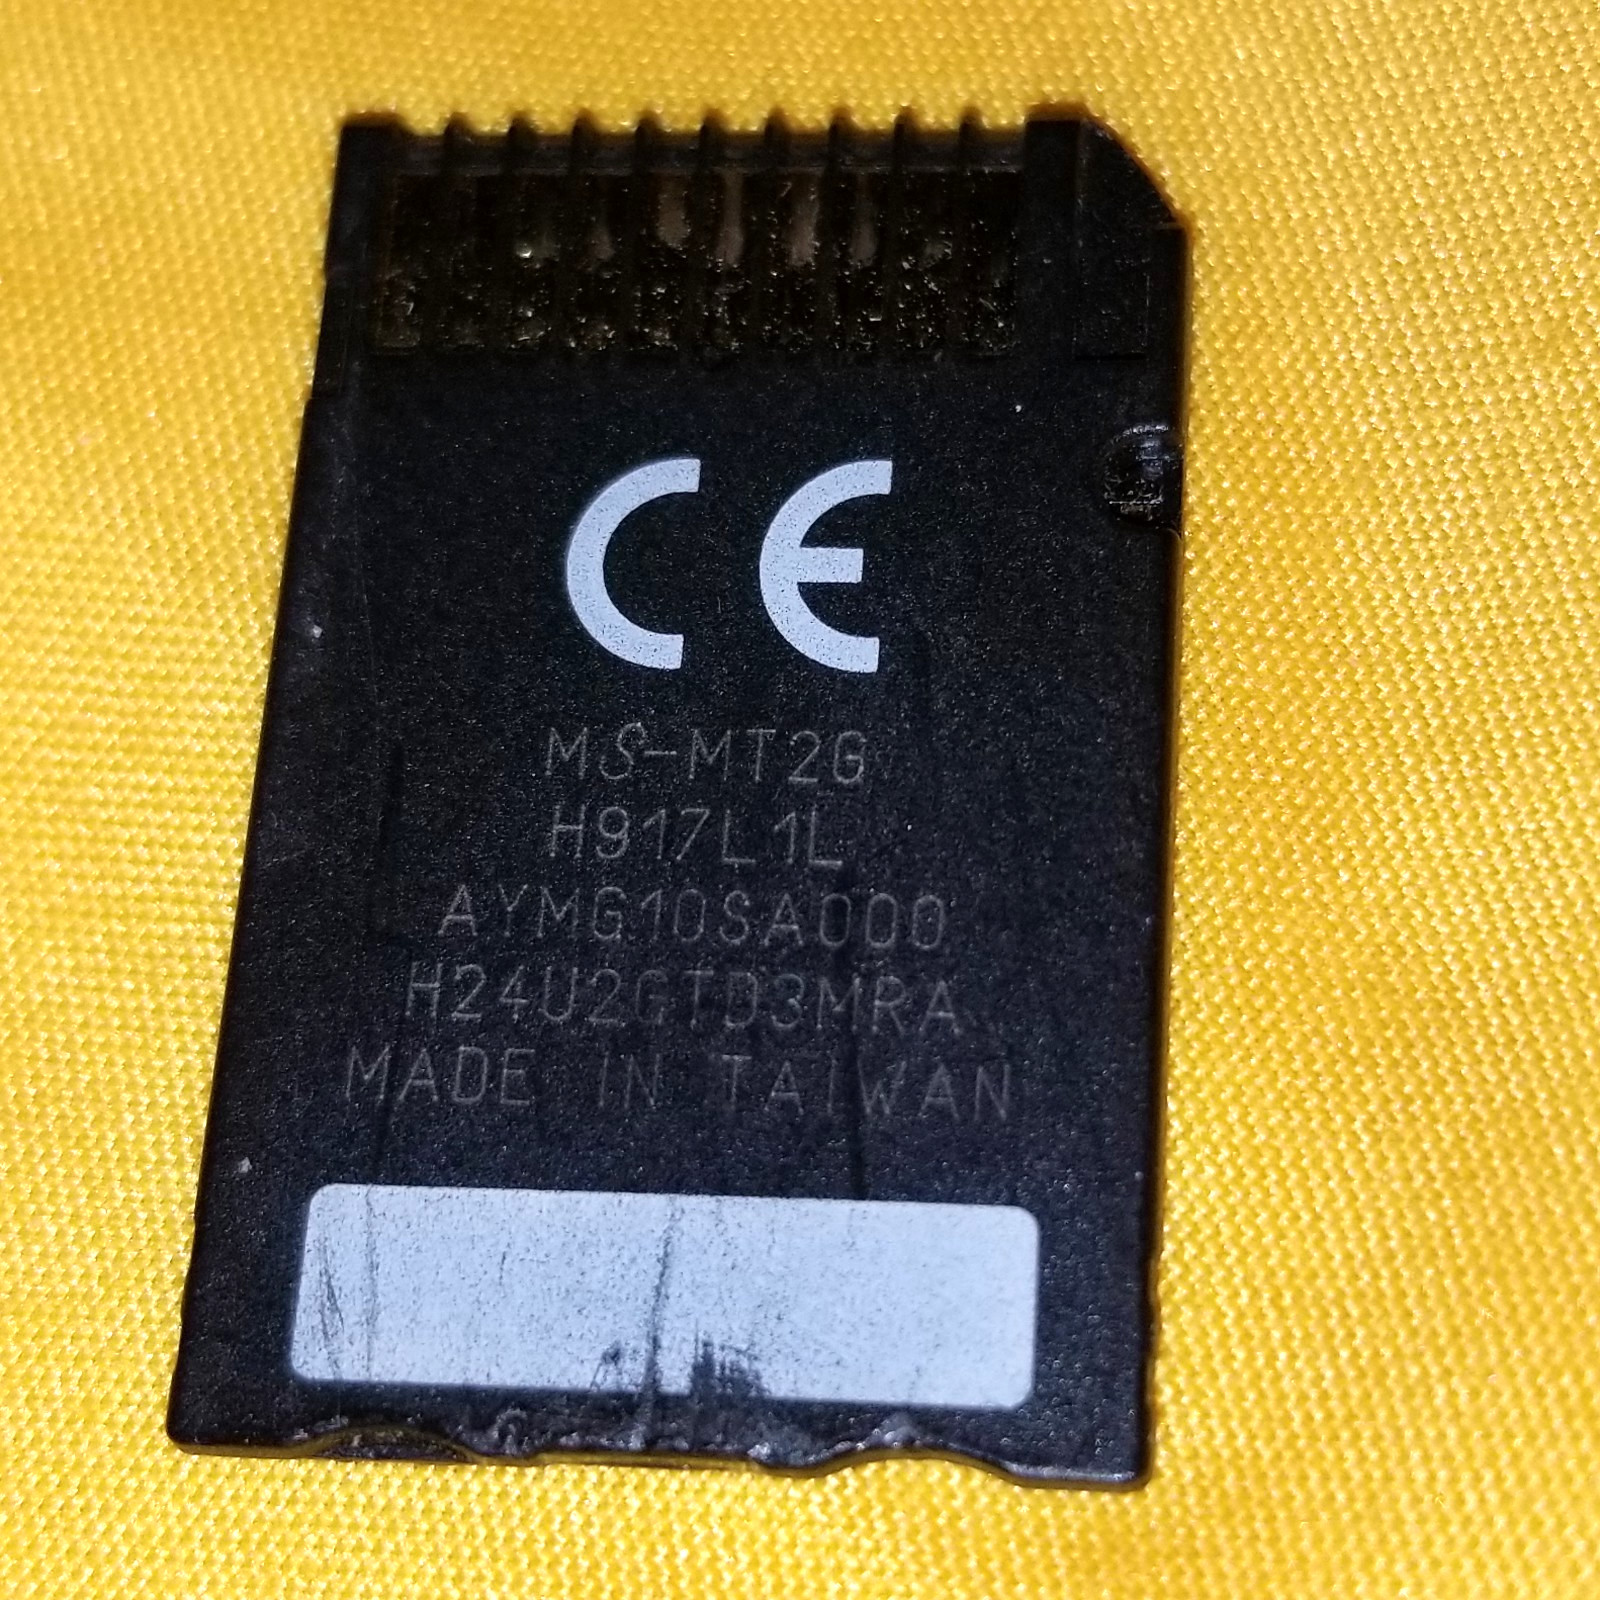 CE
MS-MT2G
H917L1L
AYMG10SA000
H24U2GTD3MRA
MADE IN TAIWAN